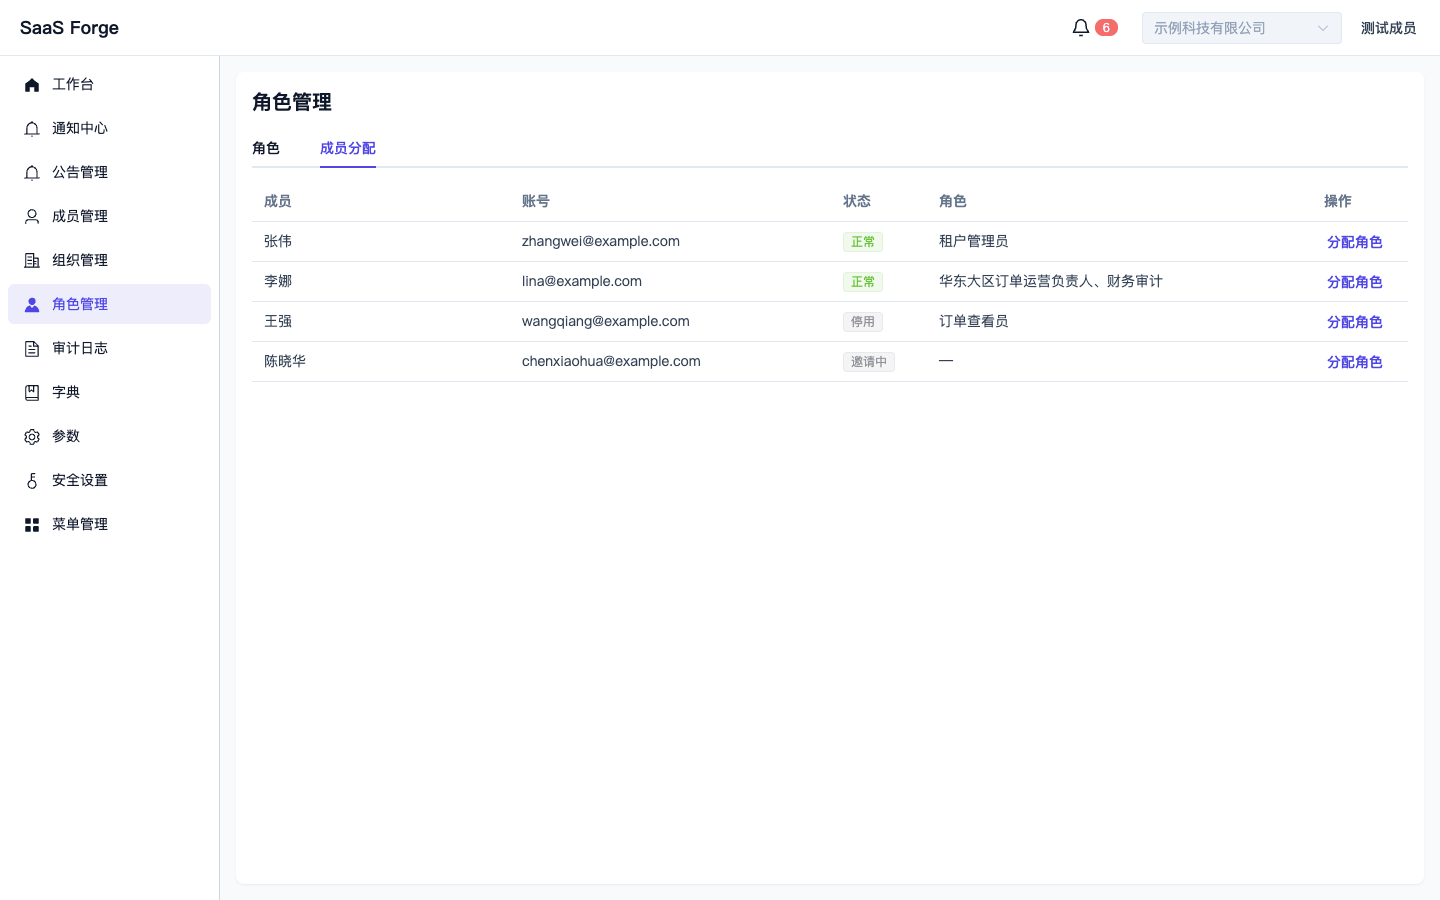 SaaS Forge
6
示例科技有限公司
测试成员
工作台
通知中心
公告管理
成员管理
组织管理
角色管理
审计日志
字典
参数
安全设置
菜单管理
角色管理
角色 成员分配
成员 账号 状态 角色 操作
张伟 zhangwei@example.com 正常 租户管理员 分配角色
李娜 lina@example.com 正常 华东大区订单运营负责人、财务审计 分配角色
王强 wangqiang@example.com 停用 订单查看员 分配角色
陈晓华 chenxiaohua@example.com 邀请中 — 分配角色